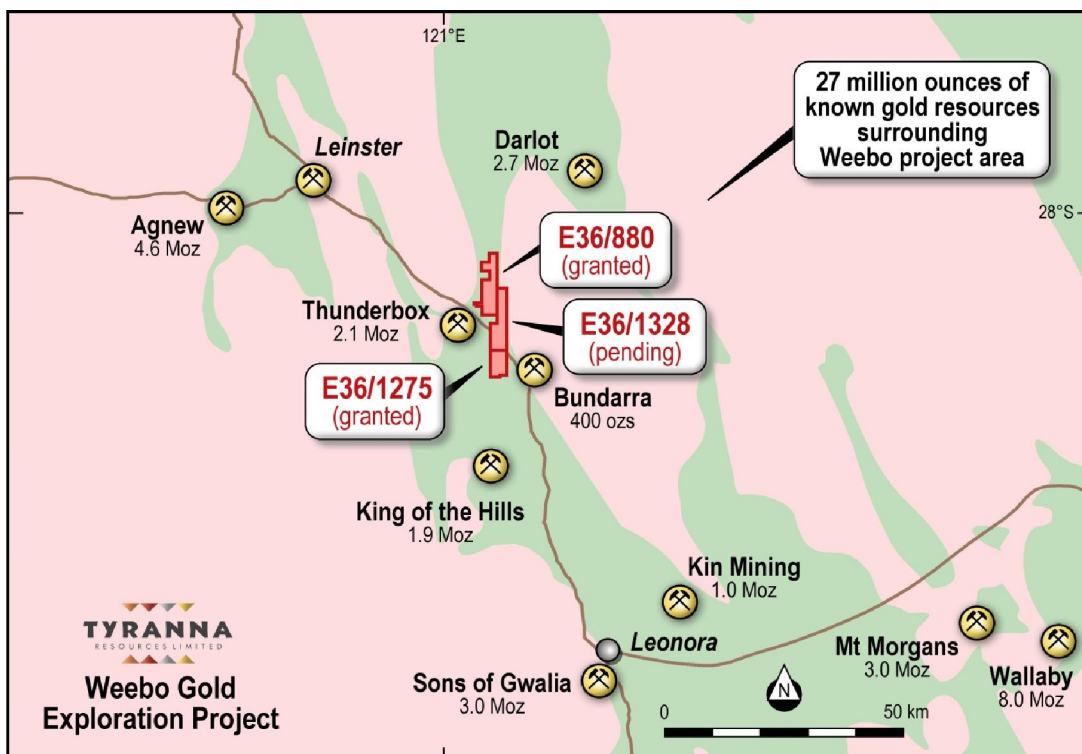 121°E
27 million ounces of
known gold resources
surrounding
Weebo project area
Leinster
Darlot
2.7 Moz
Agnew
4.6 Moz
28°S
E36/880
(granted)
Thunderbox
2.1 Moz
E36/1328
(pending)
E36/1275
(granted)
Bundarra
400 ozs
King of the Hills
1.9 Moz
Kin Mining
1.0 Moz
TYRANNA
RESOURCES LIMITED
Weebo Gold
Exploration Project
Leonora
Sons of Gwalia
3.0 Moz
N
0
50 km
Mt Morgans
3.0 Moz
Wallaby
8.0 Moz